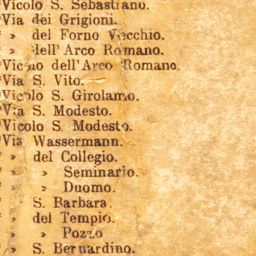 Vicolo S. Sebastiano.
Via dei Grigioni.
» del Forno Vecchio.
» dell'Arco Romano.
Vicolo dell'Arco Romano.
Via S. Vito.
Vicolo S. Girolamo.
Via S. Modesto.
Vicolo S. Modesto.
Via Wassermann.
» del Collegio.
» » Seminario.
» » Duomo.
» S. Barbara.
» del Tempio.
» » Pozzo
» S. Bernardino.